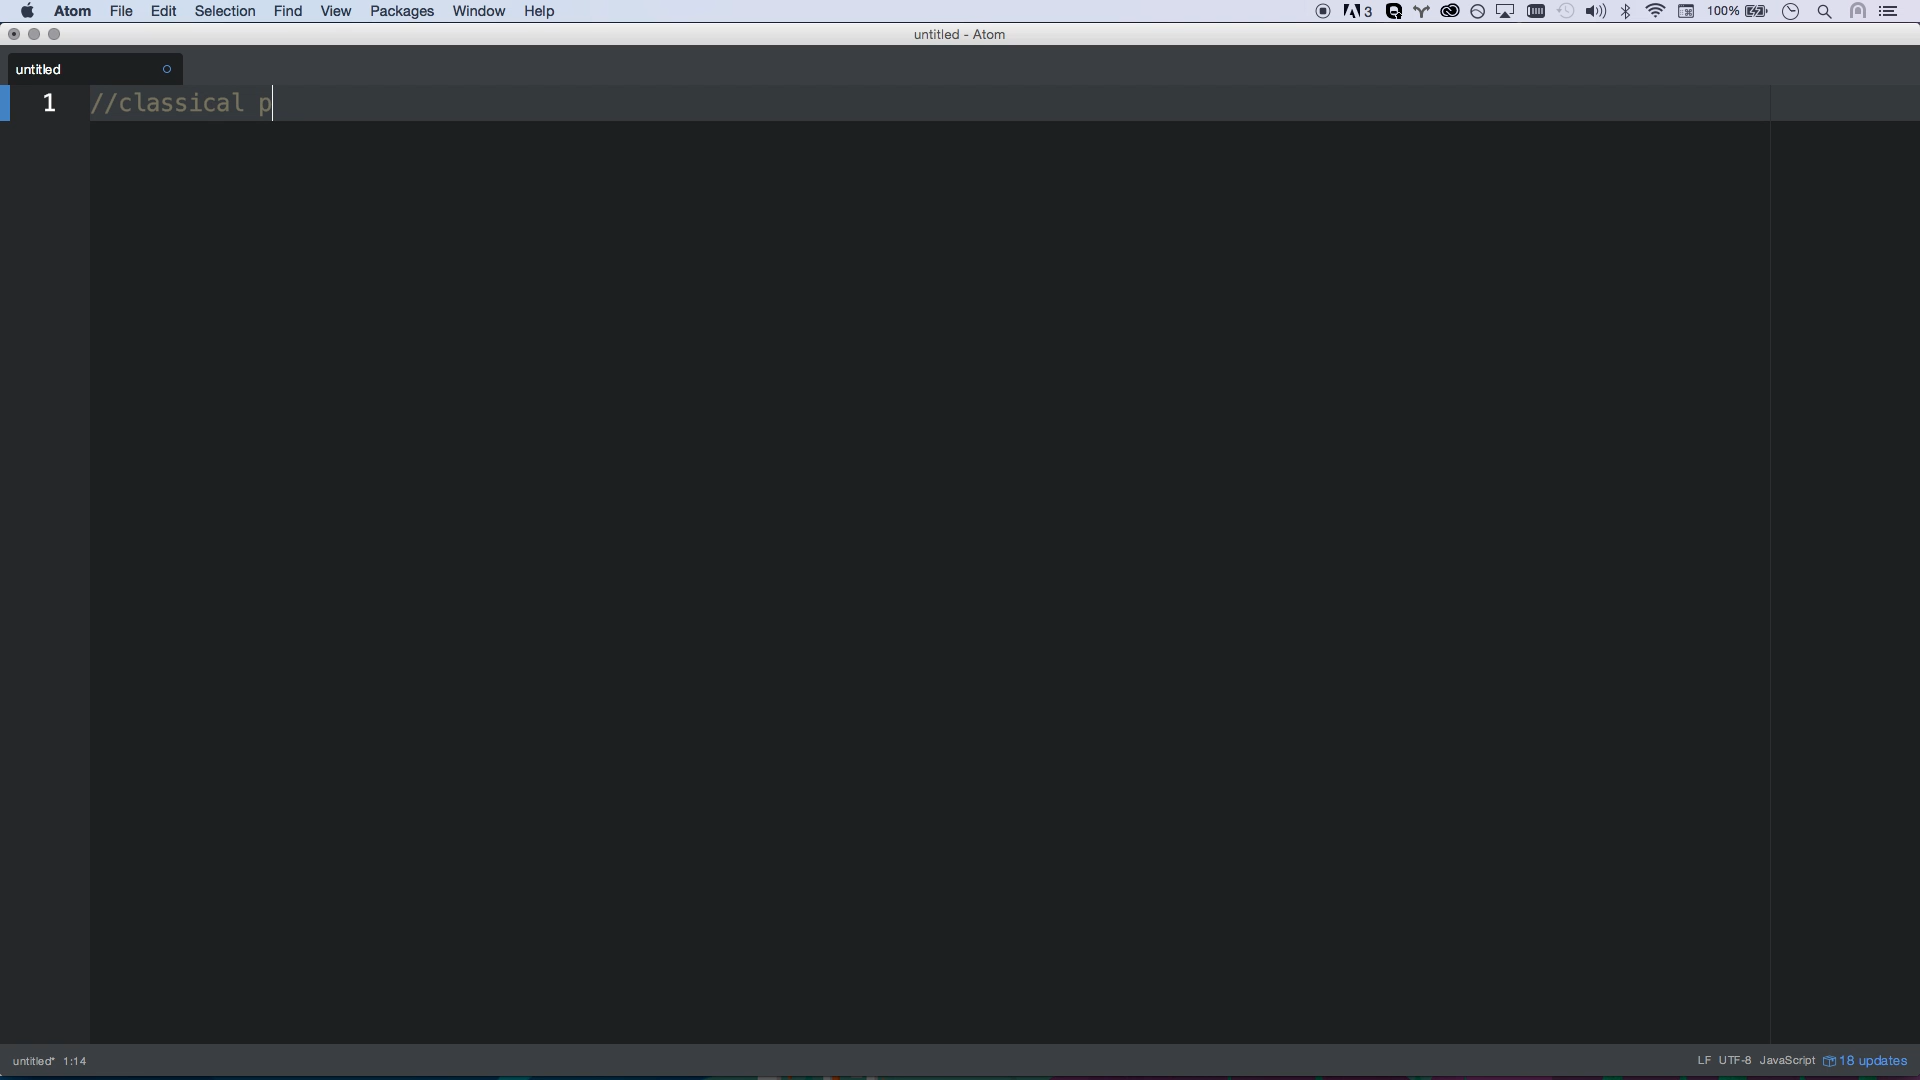 Atom File Edit Selection Find View Packages Window Help 3 100%
untitled - Atom
untitled
1 //classical p
untitled* 1:14 LF UTF-8 JavaScript 18 updates